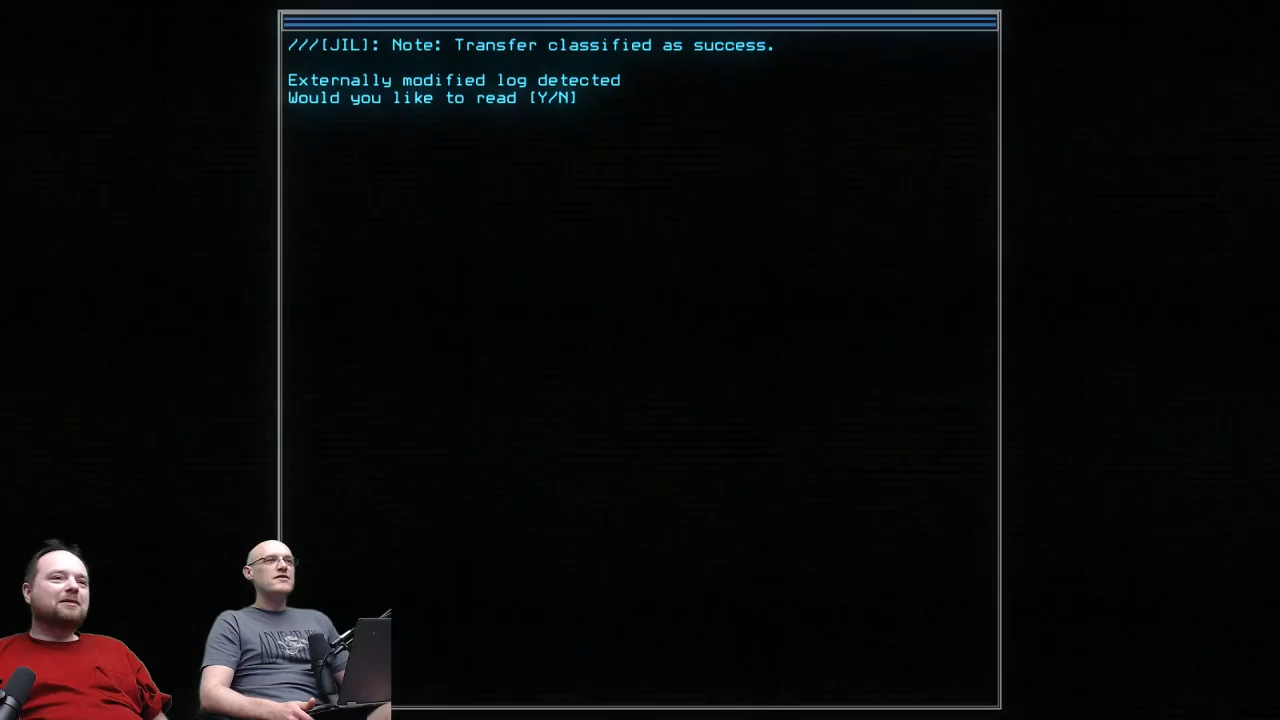 ///[JIL]: Note: Transfer classified as success.
Externally modified log detected
Would you like to read [Y/N]